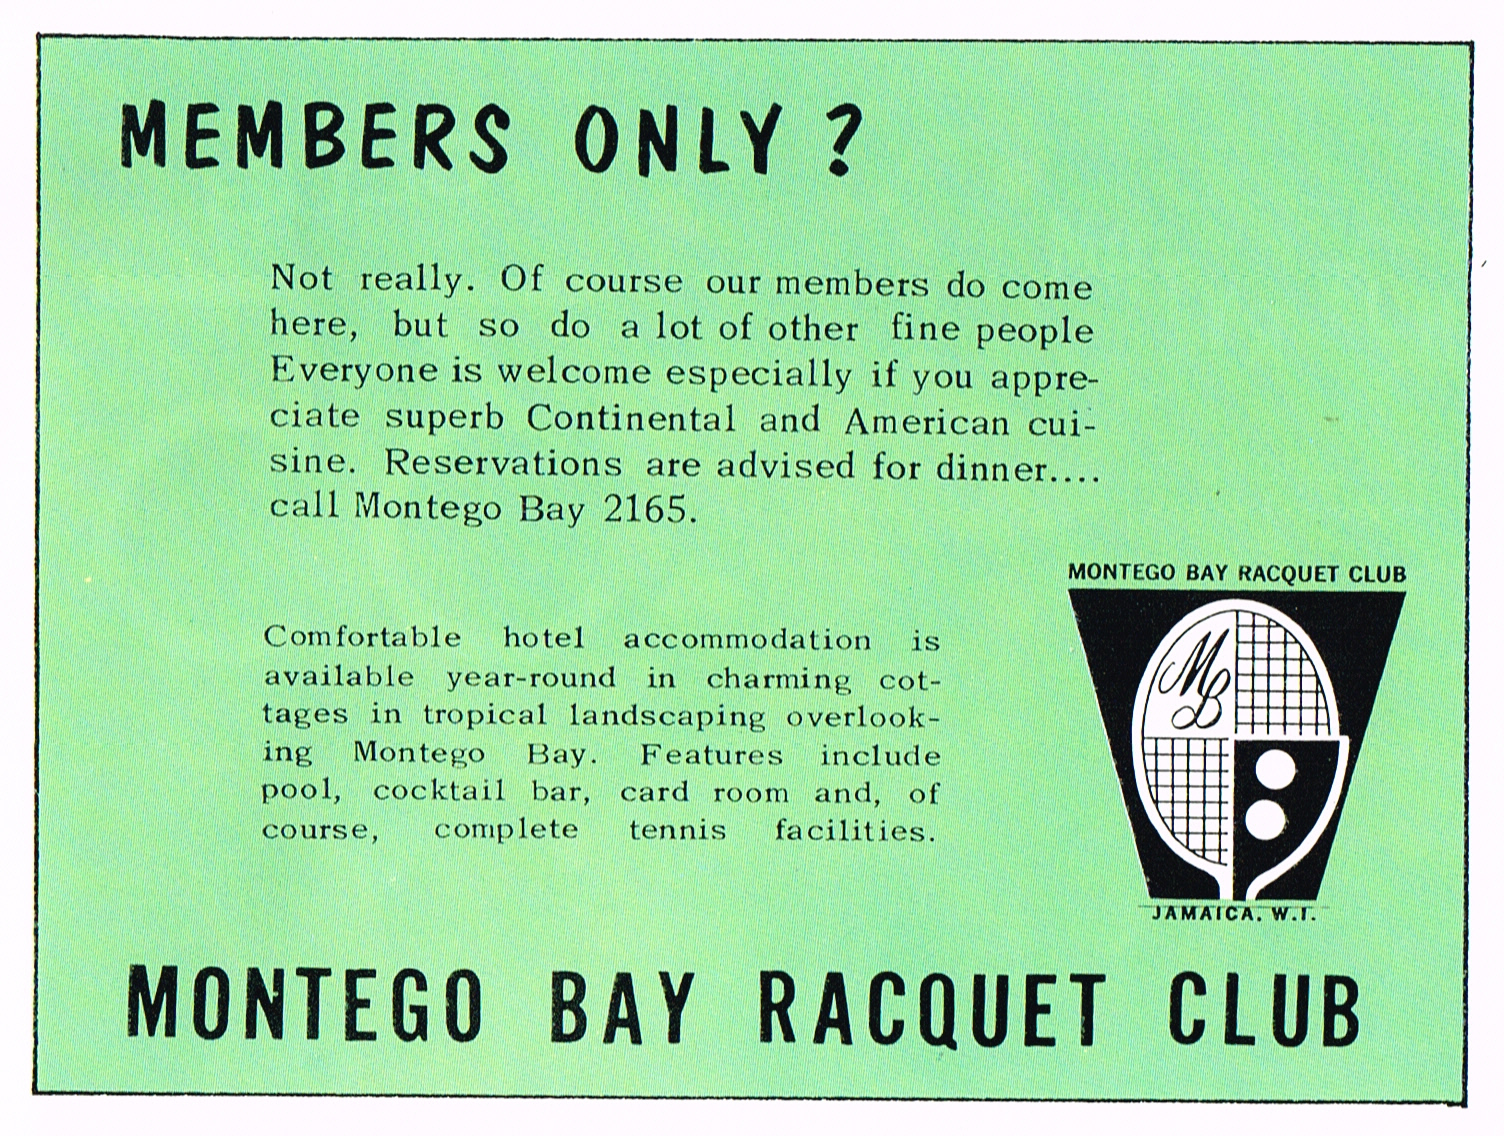 MEMBERS ONLY?
Not really. Of course our members do come
here, but so do a lot of other fine people
Everyone is welcome especially if you appre-
ciate superb Continental and American cui-
sine. Reservations are advised for dinner....
call Montego Bay 2165.
Comfortable hotel accommodation is
available year-round in charming cot-
tages in tropical landscaping overlook-
ing Montego Bay. Features include
pool, cocktail bar, card room and, of
course, complete tennis facilities.
MONTEGO BAY RACQUET CLUB
MB
JAMAICA. W.I.
MONTEGO BAY RACQUET CLUB